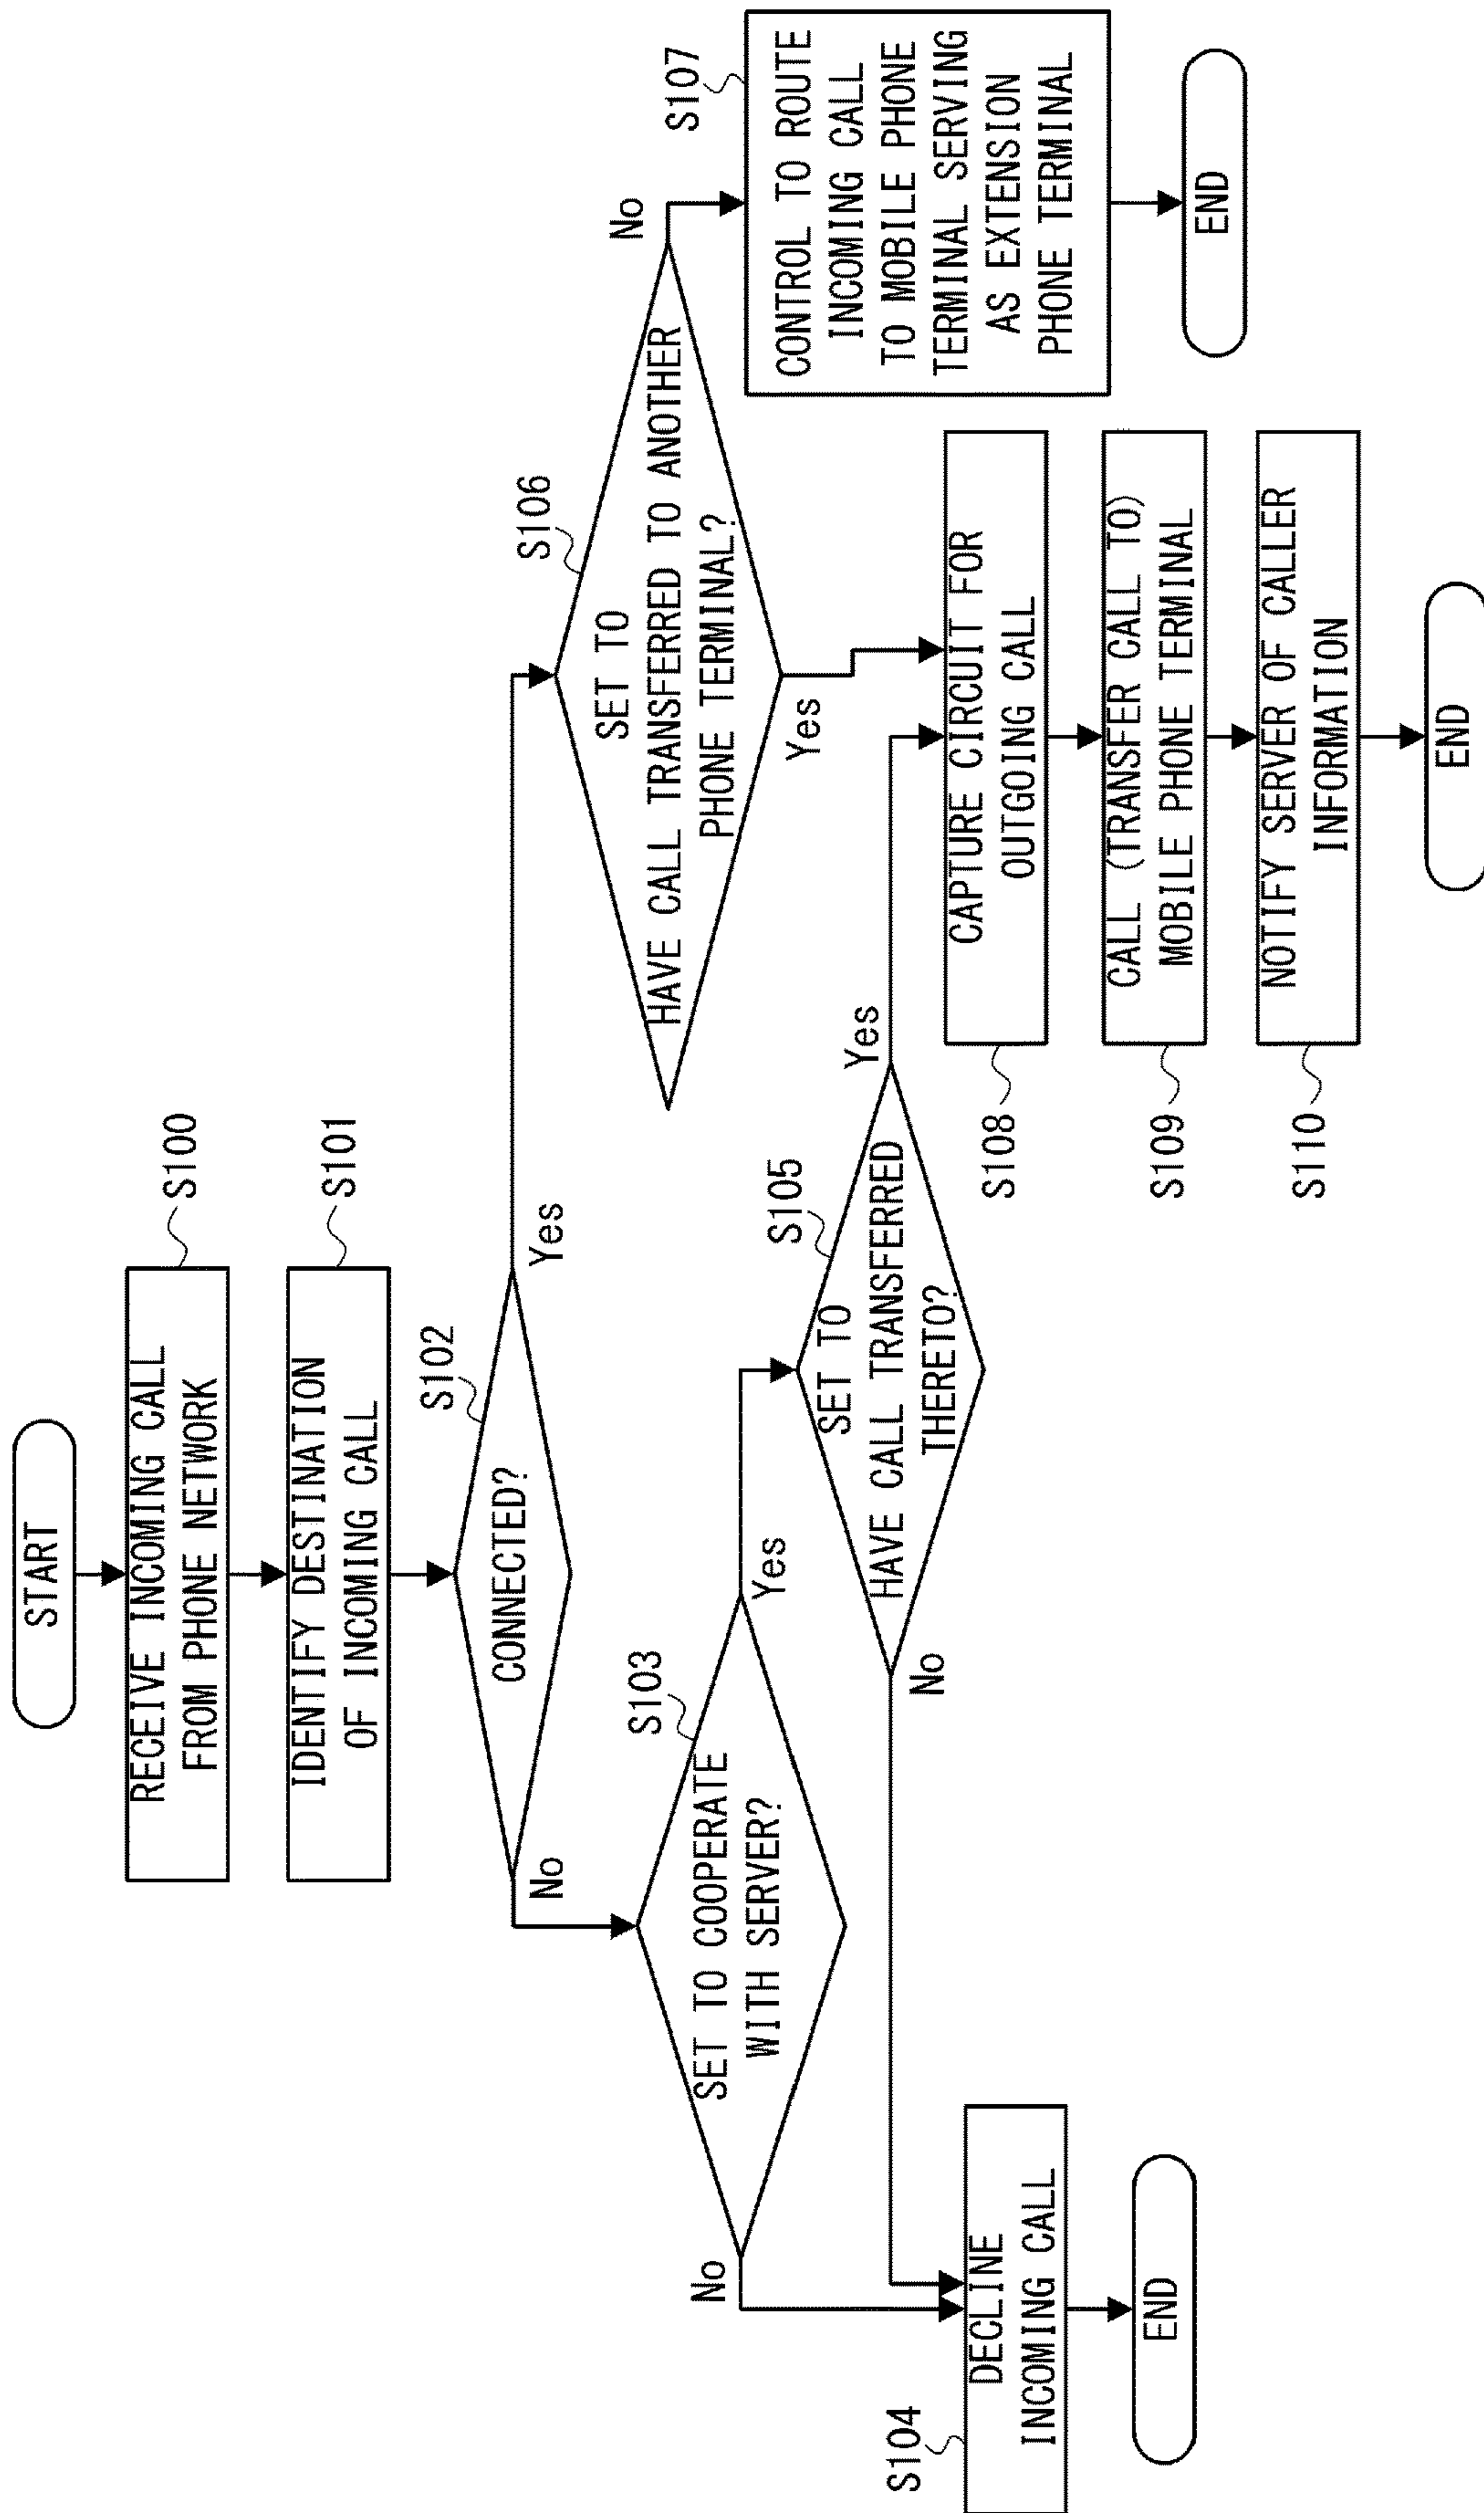 START
S100
RECEIVE INCOMING CALL
FROM PHONE NETWORK
S101
IDENTIFY DESTINATION
OF INCOMING CALL
S102
CONNECTED?
No
Yes
S103
SET TO COOPERATE
WITH SERVER?
No
Yes
S106
SET TO
HAVE CALL TRANSFERRED TO ANOTHER
PHONE TERMINAL?
Yes
No
S105
SET TO
HAVE CALL TRANSFERRED
THERETO?
No
Yes
S104
DECLINE
INCOMING CALL
END
S108
CAPTURE CIRCUIT FOR
OUTGOING CALL
S109
CALL (TRANSFER CALL TO)
MOBILE PHONE TERMINAL
S110
NOTIFY SERVER OF CALLER
INFORMATION
END
S107
CONTROL TO ROUTE
INCOMING CALL
TO MOBILE PHONE
TERMINAL SERVING
AS EXTENSION
PHONE TERMINAL
END